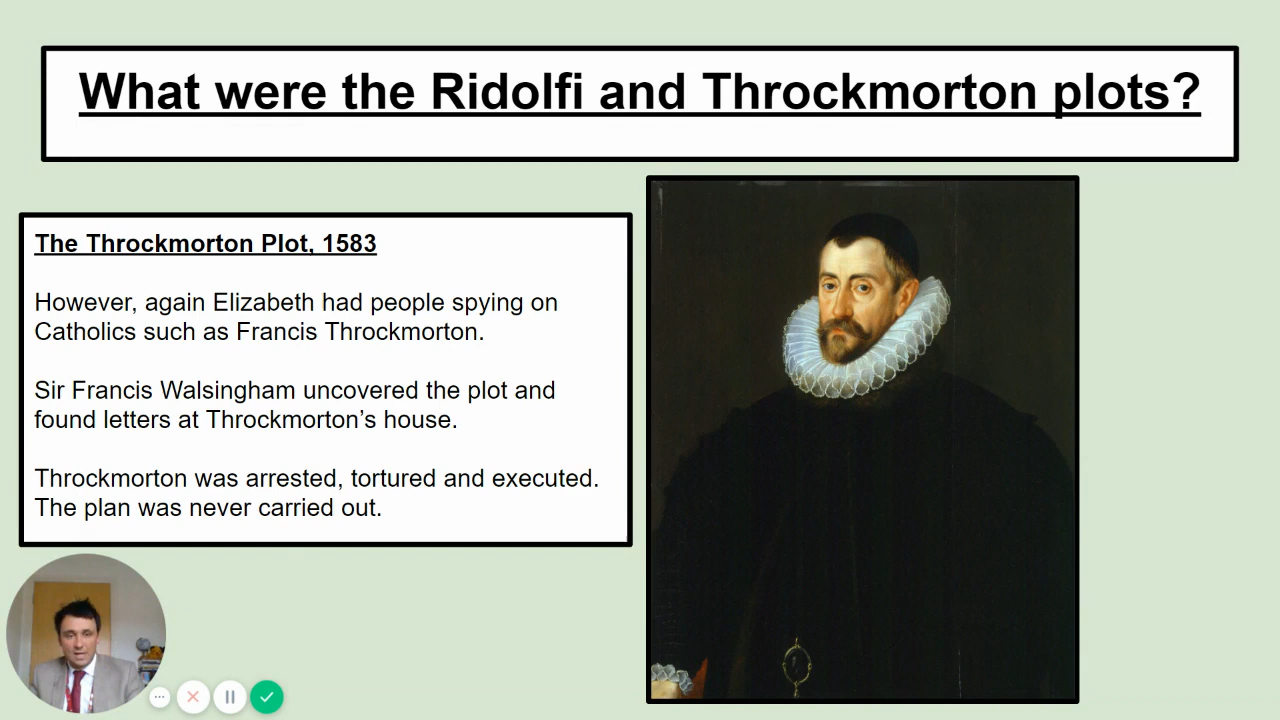 What were the Ridolfi and Throckmorton plots?
The Throckmorton Plot, 1583
However, again Elizabeth had people spying on
Catholics such as Francis Throckmorton.
Sir Francis Walsingham uncovered the plot and
found letters at Throckmorton’s house.
Throckmorton was arrested, tortured and executed.
The plan was never carried out.